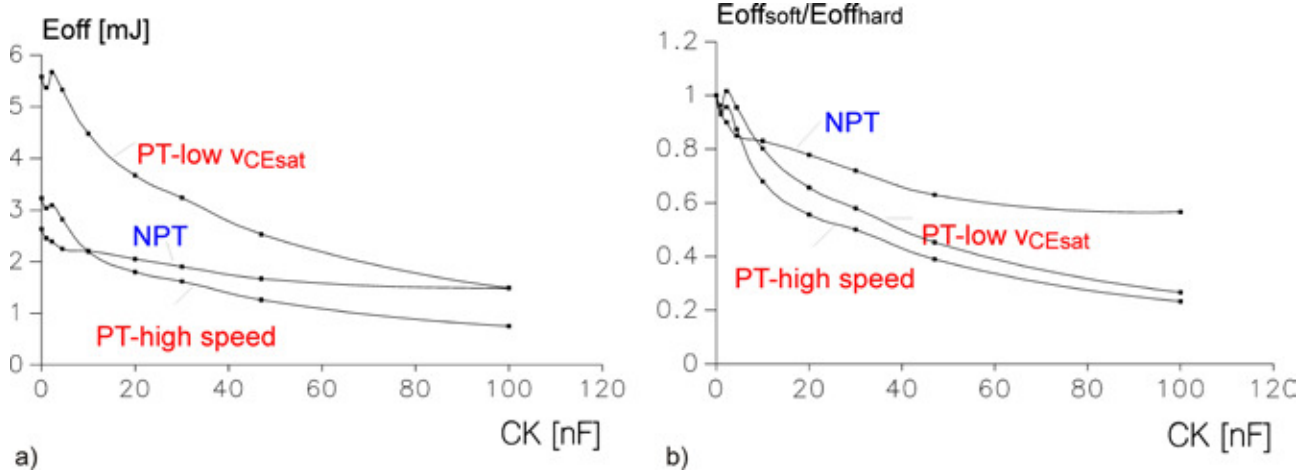 Eoff [mJ]
6
5
4
3
2
1
0
PT-low vCEsat
NPT
PT-high speed
0 20 40 60 80 100 120
CK [nF]
a)
Eoffsoft/Eoffhard
1.2
1
0.8
0.6
0.4
0.2
0
NPT
PT-low vCEsat
PT-high speed
0 20 40 60 80 100 120
CK [nF]
b)